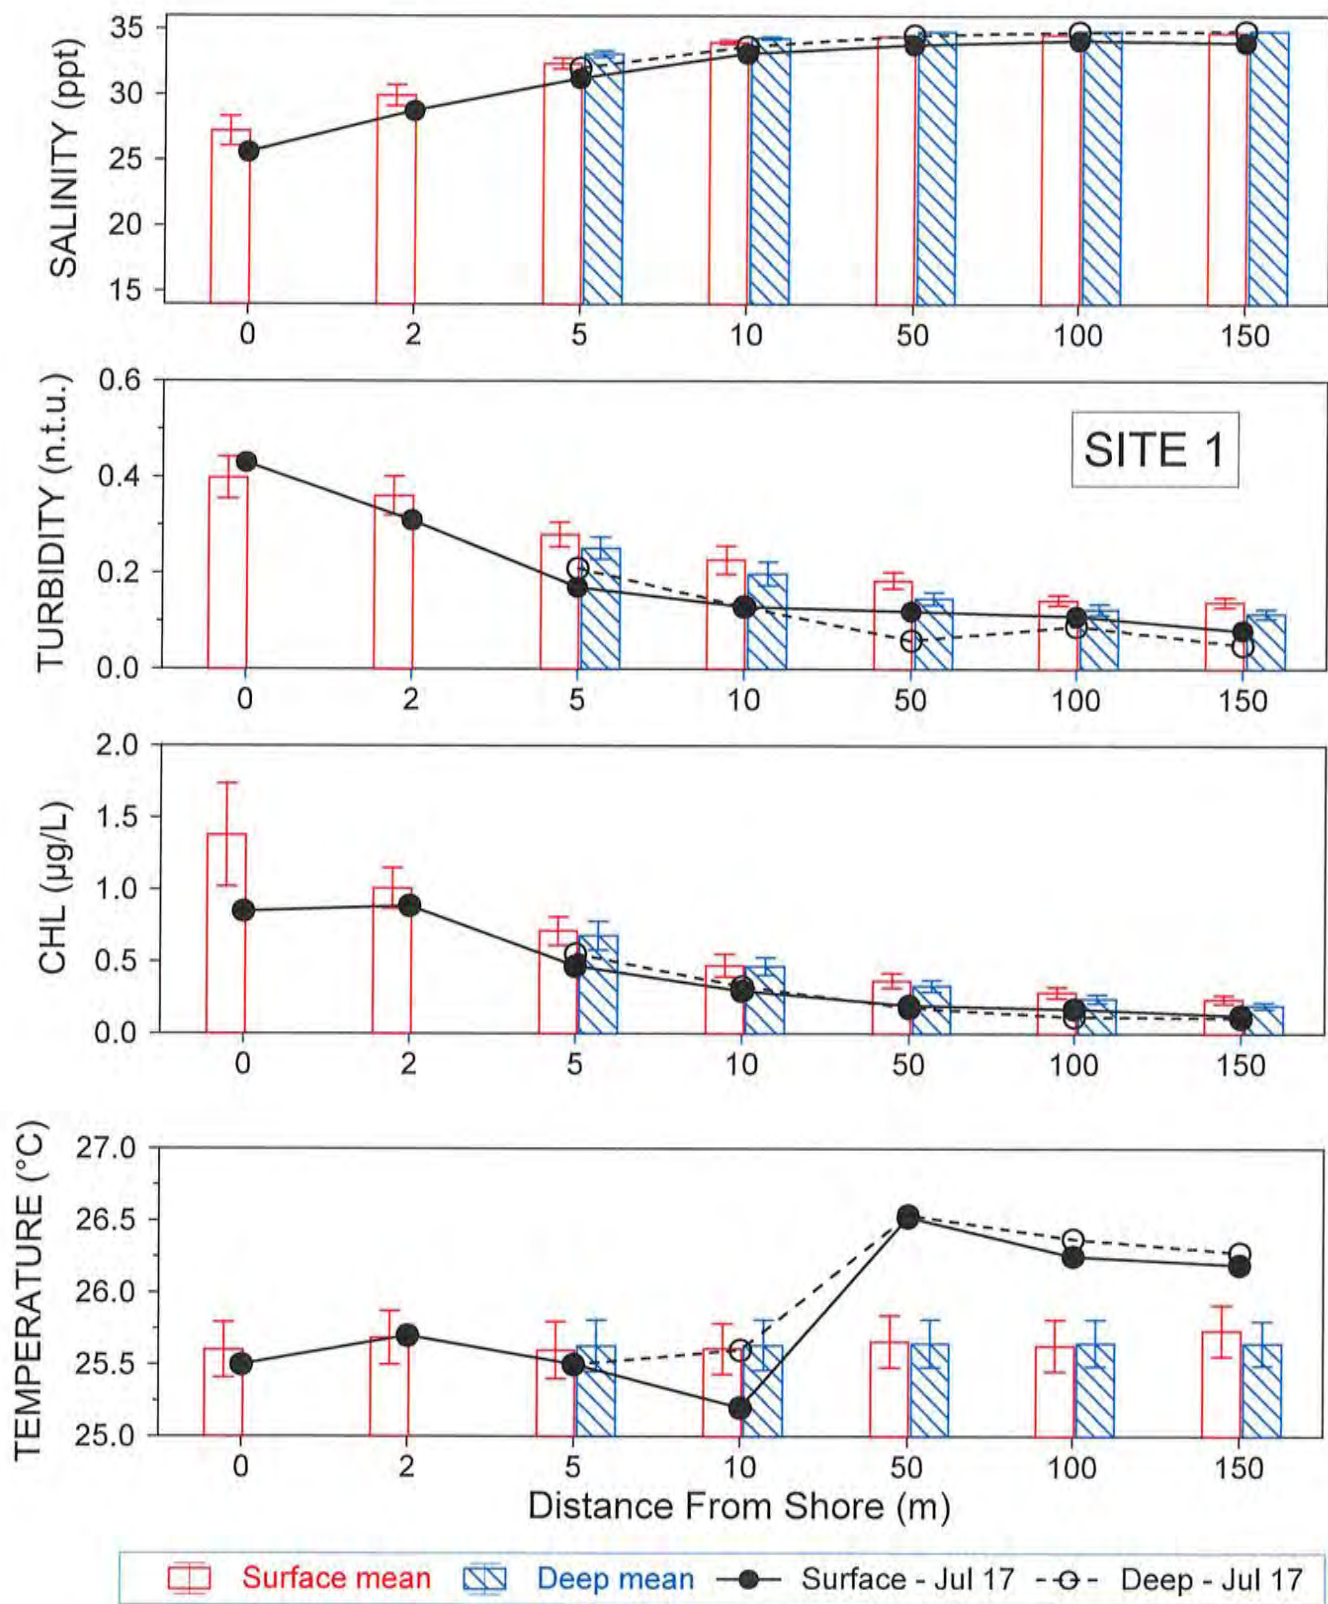 SALINITY (ppt)
35
30
25
20
15
0 2 5 10 50 100 150
TURBIDITY (n.t.u.)
0.6
0.4
0.2
0.0
SITE 1
0 2 5 10 50 100 150
CHL (µg/L)
2.0
1.5
1.0
0.5
0.0
0 2 5 10 50 100 150
TEMPERATURE (°C)
27.0
26.5
26.0
25.5
25.0
0 2 5 10 50 100 150
Distance From Shore (m)
Surface mean Deep mean Surface - Jul 17 Deep - Jul 17